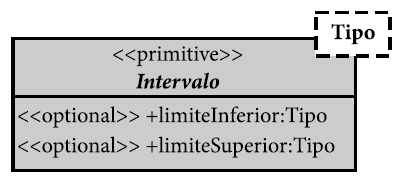 Tipo
<<primitive>>
Intervalo
<<optional>> +limiteInferior:Tipo
<<optional>> +limiteSuperior:Tipo